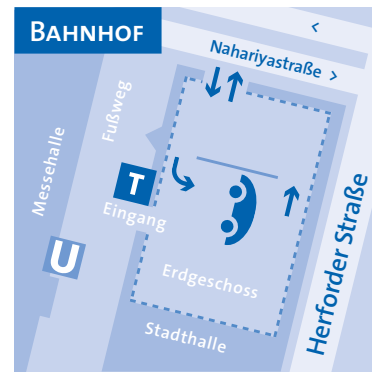 BAHNHOF
Nahariyastraße
Fußweg
Messehalle
T
Eingang
U
Erdgeschoss
Stadthalle
Herforder Straße